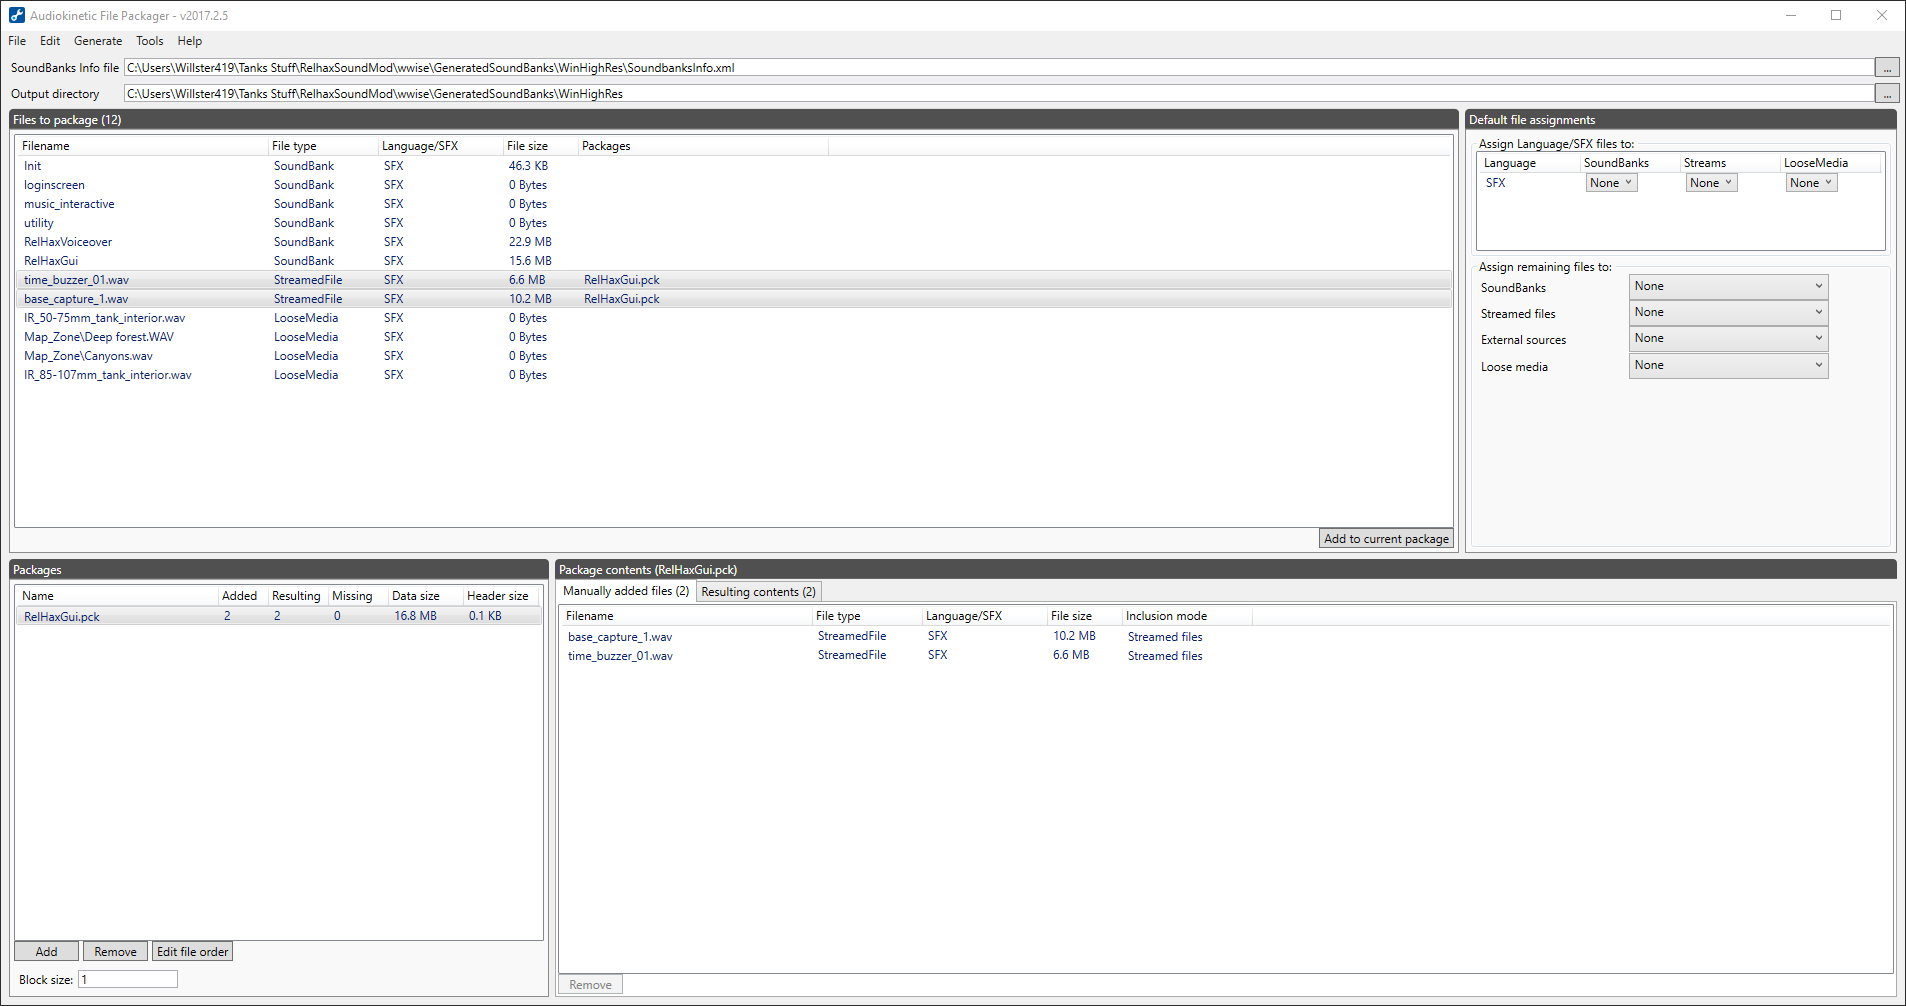 Audiokinetic File Packager - v2017.2.5
File Edit Generate Tools Help
SoundBanks Info file C:\Users\Willster419\Tanks Stuff\RelhaxSoundMod\wwise\GeneratedSoundBanks\WinHighRes\SoundbanksInfo.xml ...
Output directory C:\Users\Willster419\Tanks Stuff\RelhaxSoundMod\wwise\GeneratedSoundBanks\WinHighRes ...
Files to package (12)
Filename File type Language/SFX File size Packages
Init SoundBank SFX 46.3 KB
loginscreen SoundBank SFX 0 Bytes
music_interactive SoundBank SFX 0 Bytes
utility SoundBank SFX 0 Bytes
RelHaxVoiceover SoundBank SFX 22.9 MB
RelHaxGui SoundBank SFX 15.6 MB
time_buzzer_01.wav StreamedFile SFX 6.6 MB RelHaxGui.pck
base_capture_1.wav StreamedFile SFX 10.2 MB RelHaxGui.pck
IR_50-75mm_tank_interior.wav LooseMedia SFX 0 Bytes
Map_Zone\Deep forest.WAV LooseMedia SFX 0 Bytes
Map_Zone\Canyons.wav LooseMedia SFX 0 Bytes
IR_85-107mm_tank_interior.wav LooseMedia SFX 0 Bytes
Add to current package
Default file assignments
Assign Language/SFX files to:
Language SoundBanks Streams LooseMedia
SFX None None None
Assign remaining files to:
SoundBanks None
Streamed files None
External sources None
Loose media None
Packages
Name Added Resulting Missing Data size Header size
RelHaxGui.pck 2 2 0 16.8 MB 0.1 KB
Add Remove Edit file order
Block size: 1
Package contents (RelHaxGui.pck)
Manually added files (2) Resulting contents (2)
Filename File type Language/SFX File size Inclusion mode
base_capture_1.wav StreamedFile SFX 10.2 MB Streamed files
time_buzzer_01.wav StreamedFile SFX 6.6 MB Streamed files
Remove